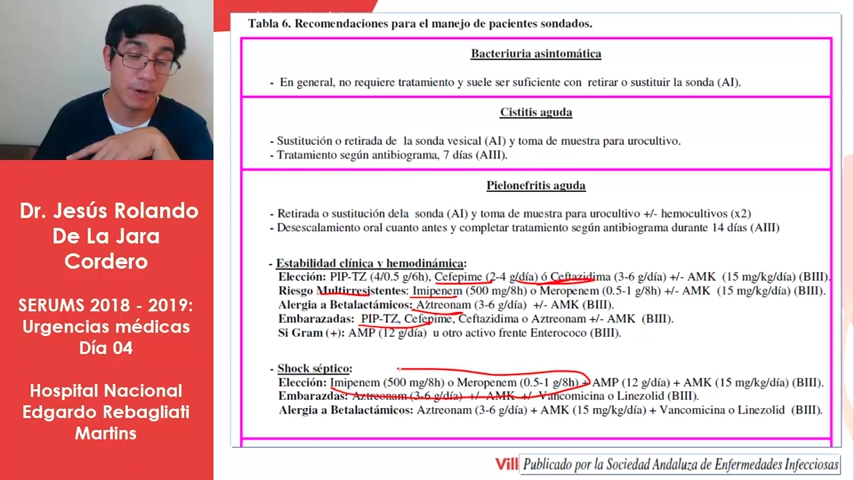 Tabla 6. Recomendaciones para el manejo de pacientes sondados.
Bacteriuria asintomática
- En general, no requiere tratamiento y suele ser suficiente con retirar o sustituir la sonda (AI).
Cistitis aguda
- Sustitución o retirada de la sonda vesical (AI) y toma de muestra para urocultivo.
- Tratamiento según antibiograma, 7 días (AIII).
Pielonefritis aguda
- Retirada o sustitución dela sonda (AI) y toma de muestra para urocultivo +/- hemocultivos (x2)
- Desescalamiento oral cuanto antes y completar tratamiento según antibiograma durante 14 días (AIII)
- Estabilidad clínica y hemodinámica:
Elección: PIP-TZ (4/0.5 g/6h), Cefepime (2-4 g/día) ó Ceftazidima (3-6 g/día) +/- AMK (15 mg/kg/día) (BIII).
Riesgo Multirresistentes: Imipenem (500 mg/8h) o Meropenem (0.5-1 g/8h) +/- AMK (15 mg/kg/día) (BIII).
Alergia a Betalactámicos: Aztreonam (3-6 g/día) +/- AMK (BIII).
Embarazadas: PIP-TZ, Cefepime, Ceftazidima o Aztreonam +/- AMK (BIII).
Si Gram (+): AMP (12 g/día) u otro activo frente Enterococo (BIII).
- Shock séptico:
Elección: Imipenem (500 mg/8h) o Meropenem (0.5-1 g/8h) + AMP (12 g/día) + AMK (15 mg/kg/día) (BIII).
Embarazdas: Aztreonam (3-6 g/día) +/- AMK +/- Vancomicina o Linezolid (BIII).
Alergia a Betalactámicos: Aztreonam (3-6 g/día) + AMK (15 mg/kg/día) + Vancomicina o Linezolid (BIII).
Dr. Jesús Rolando
De La Jara
Cordero
SERUMS 2018 - 2019:
Urgencias médicas
Día 04
Hospital Nacional
Edgardo Rebagliati
Martins
Vill
Publicado por la Sociedad Andaluza de Enfermedades Infecciosas